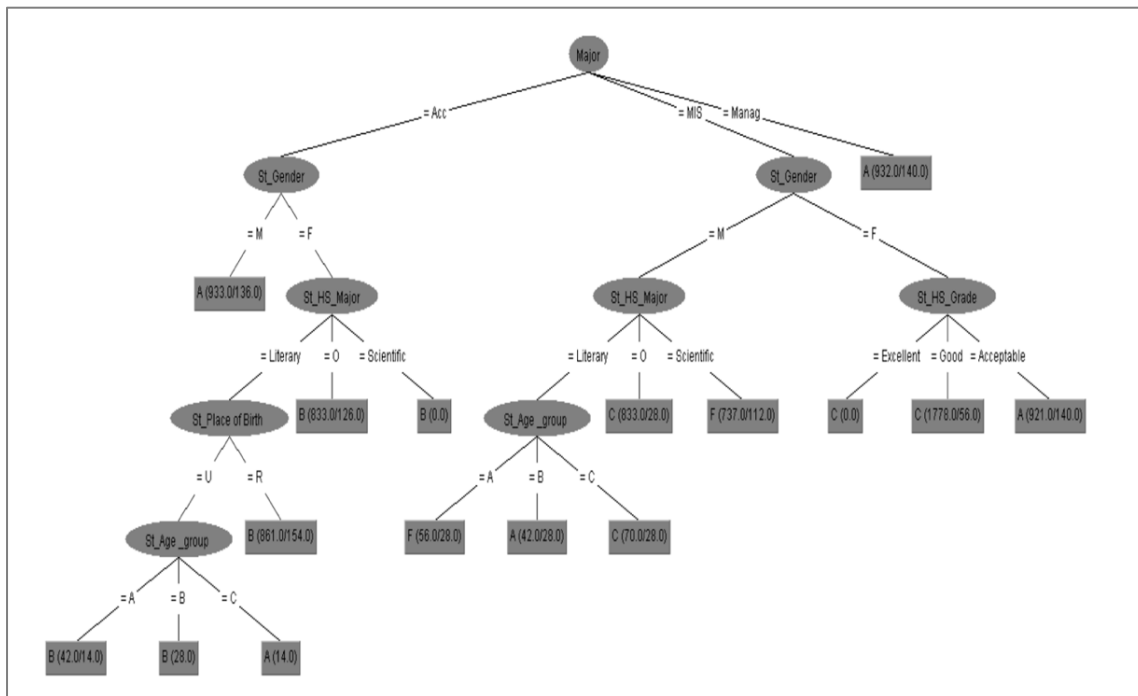 Major
= Acc
= MIS
= Manag
St_Gender
St_Gender
A (932.0/140.0)
= M
= F
= M
= F
A (933.0/136.0)
St_HS_Major
St_HS_Major
St_HS_Grade
= Literary
= O
= Scientific
= Literary
= O
= Scientific
= Excellent
= Good
= Acceptable
St_Place of Birth
B (833.0/126.0)
B (0.0)
St_Age _group
C (833.0/28.0)
F (737.0/112.0)
C (0.0)
C (1778.0/56.0)
A (921.0/140.0)
= U
= R
= A
= B
= C
St_Age _group
B (861.0/154.0)
F (56.0/28.0)
A (42.0/28.0)
C (70.0/28.0)
= A
= B
= C
B (42.0/14.0)
B (28.0)
A (14.0)